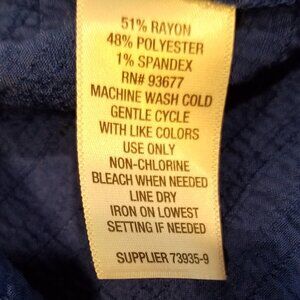 51% RAYON
48% POLYESTER
1% SPANDEX
RN# 93677
MACHINE WASH COLD
GENTLE CYCLE
WITH LIKE COLORS
USE ONLY
NON-CHLORINE
BLEACH WHEN NEEDED
LINE DRY
IRON ON LOWEST
SETTING IF NEEDED
SUPPLIER 73935-9